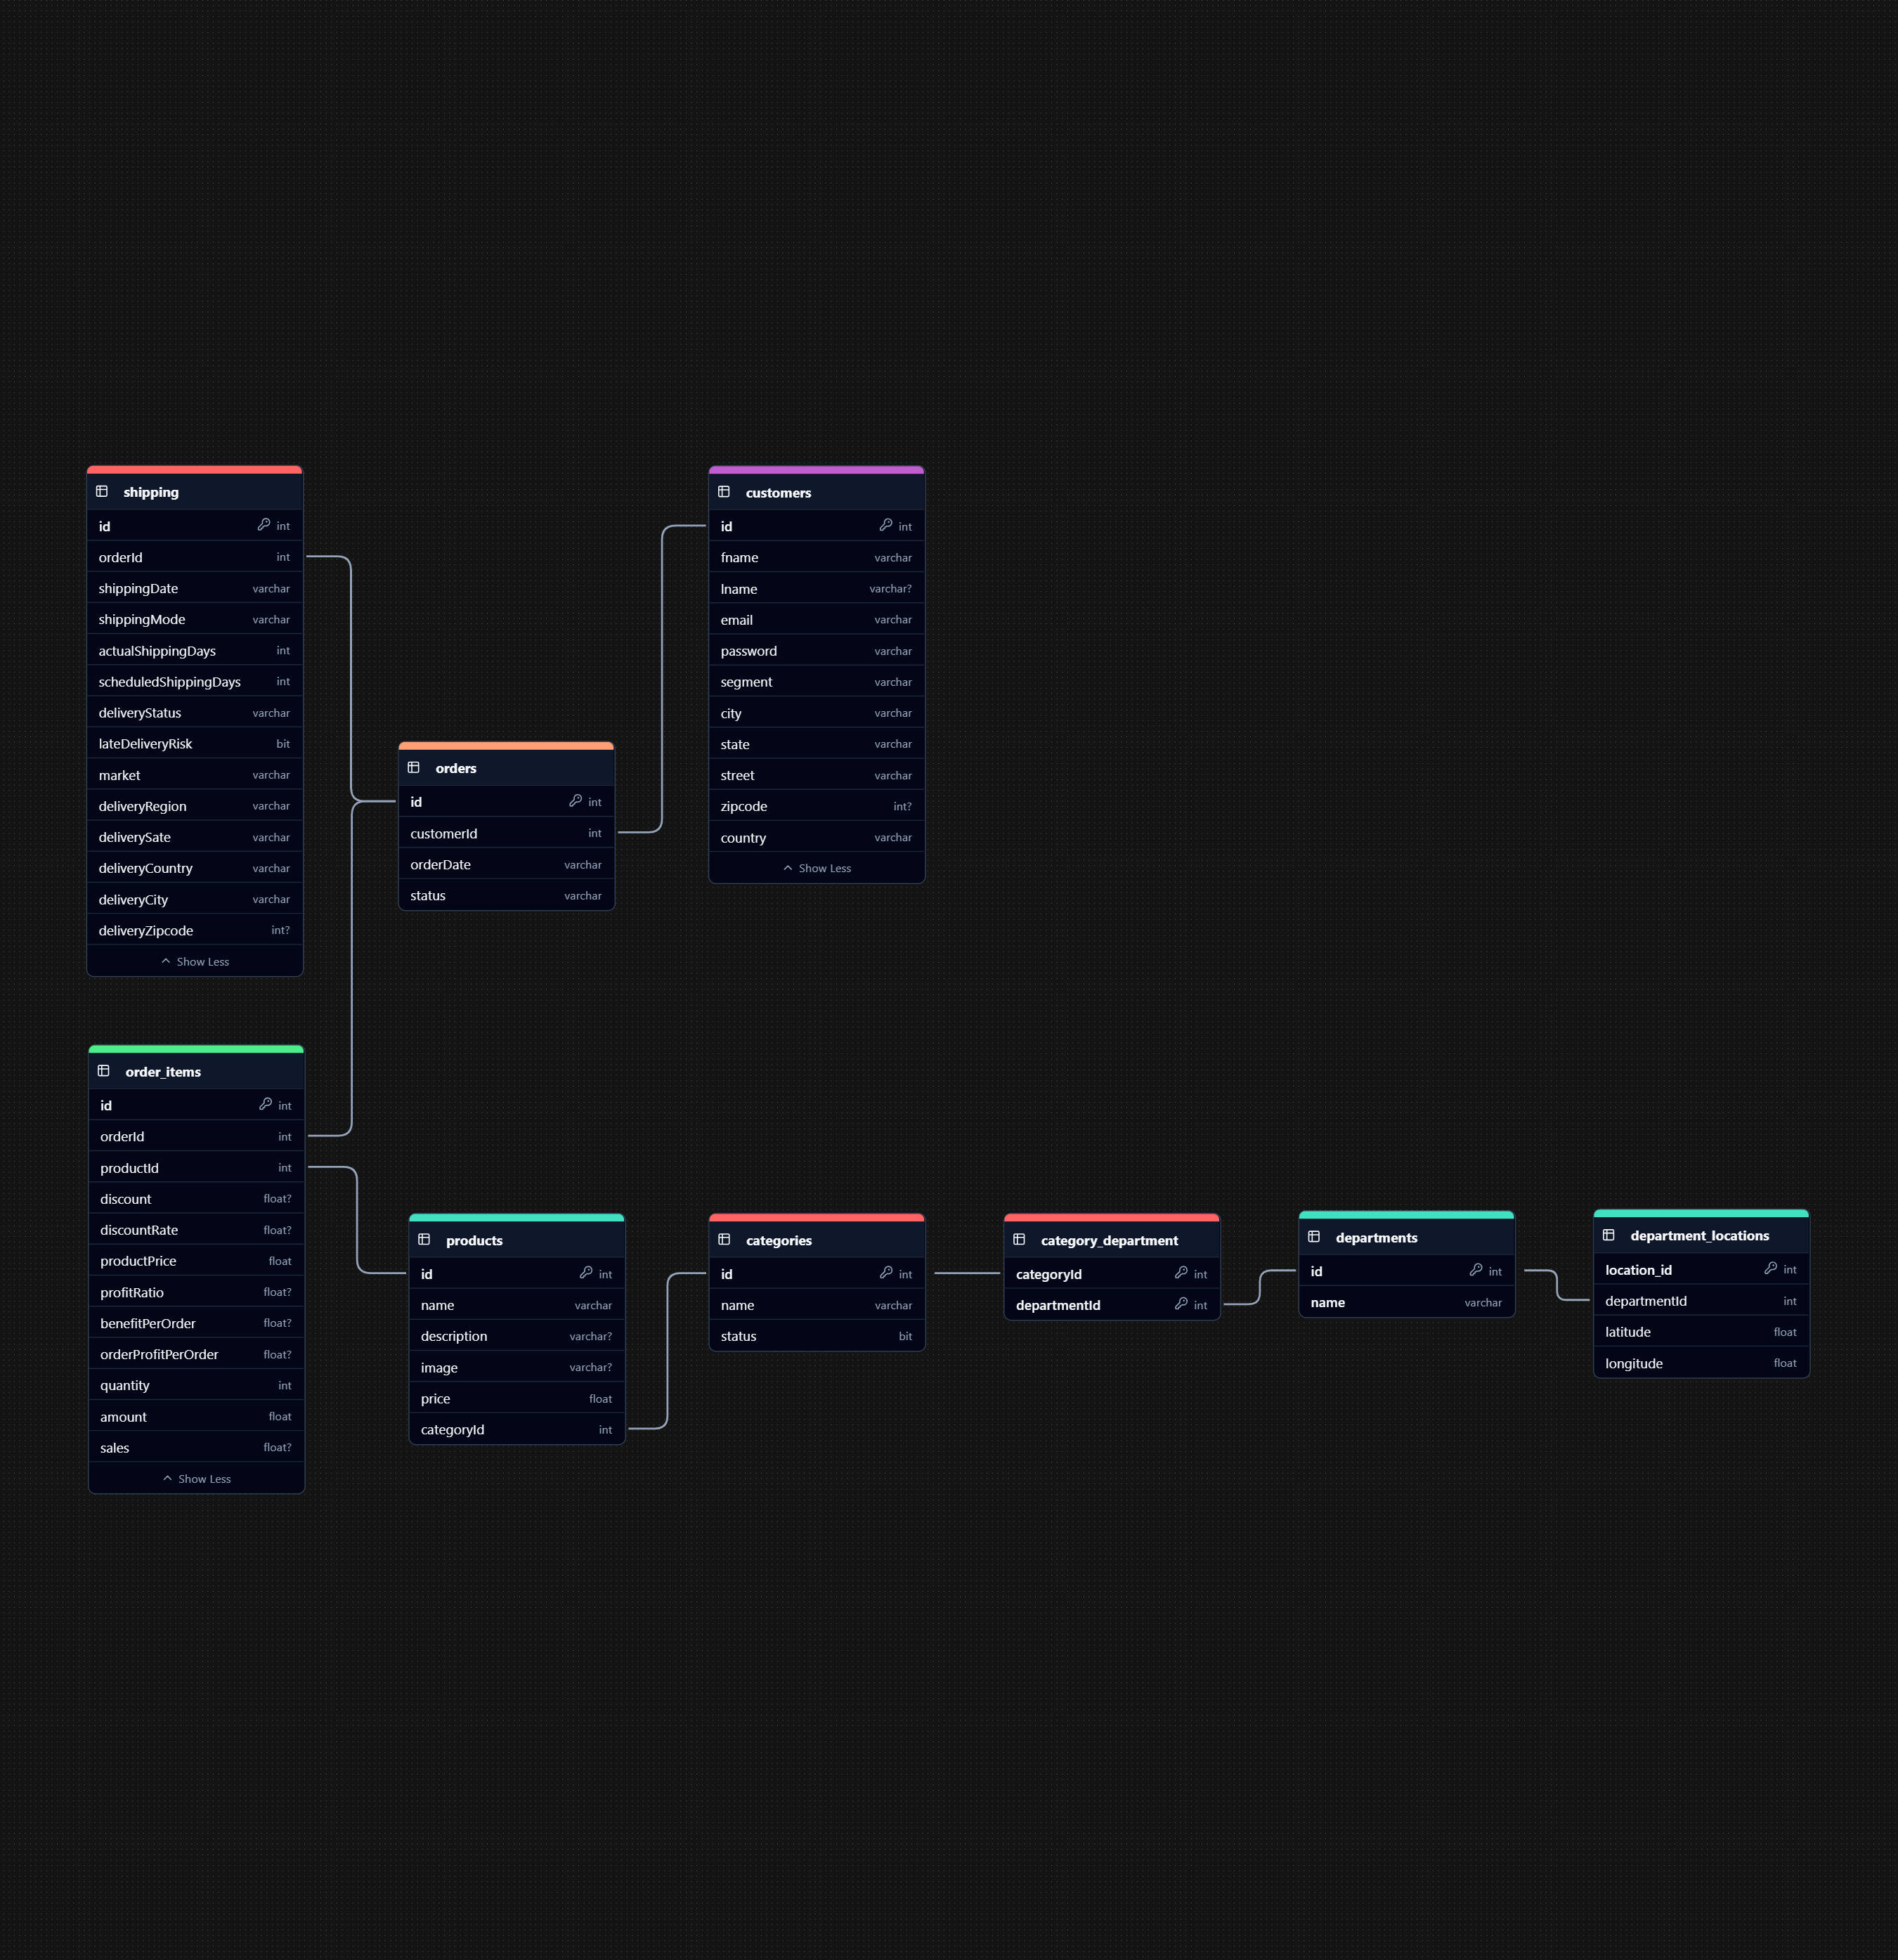 shipping
id int
orderId int
shippingDate varchar
shippingMode varchar
actualShippingDays int
scheduledShippingDays int
deliveryStatus varchar
lateDeliveryRisk bit
market varchar
deliveryRegion varchar
deliverySate varchar
deliveryCountry varchar
deliveryCity varchar
deliveryZipcode int?
Show Less
customers
id int
fname varchar
lname varchar?
email varchar
password varchar
segment varchar
city varchar
state varchar
street varchar
zipcode int?
country varchar
Show Less
orders
id int
customerId int
orderDate varchar
status varchar
order_items
id int
orderId int
productId int
discount float?
discountRate float?
productPrice float
profitRatio float?
benefitPerOrder float?
orderProfitPerOrder float?
quantity int
amount float
sales float?
Show Less
products
id int
name varchar
description varchar?
image varchar?
price float
categoryId int
categories
id int
name varchar
status bit
category_department
categoryId int
departmentId int
departments
id int
name varchar
department_locations
location_id int
departmentId int
latitude float
longitude float